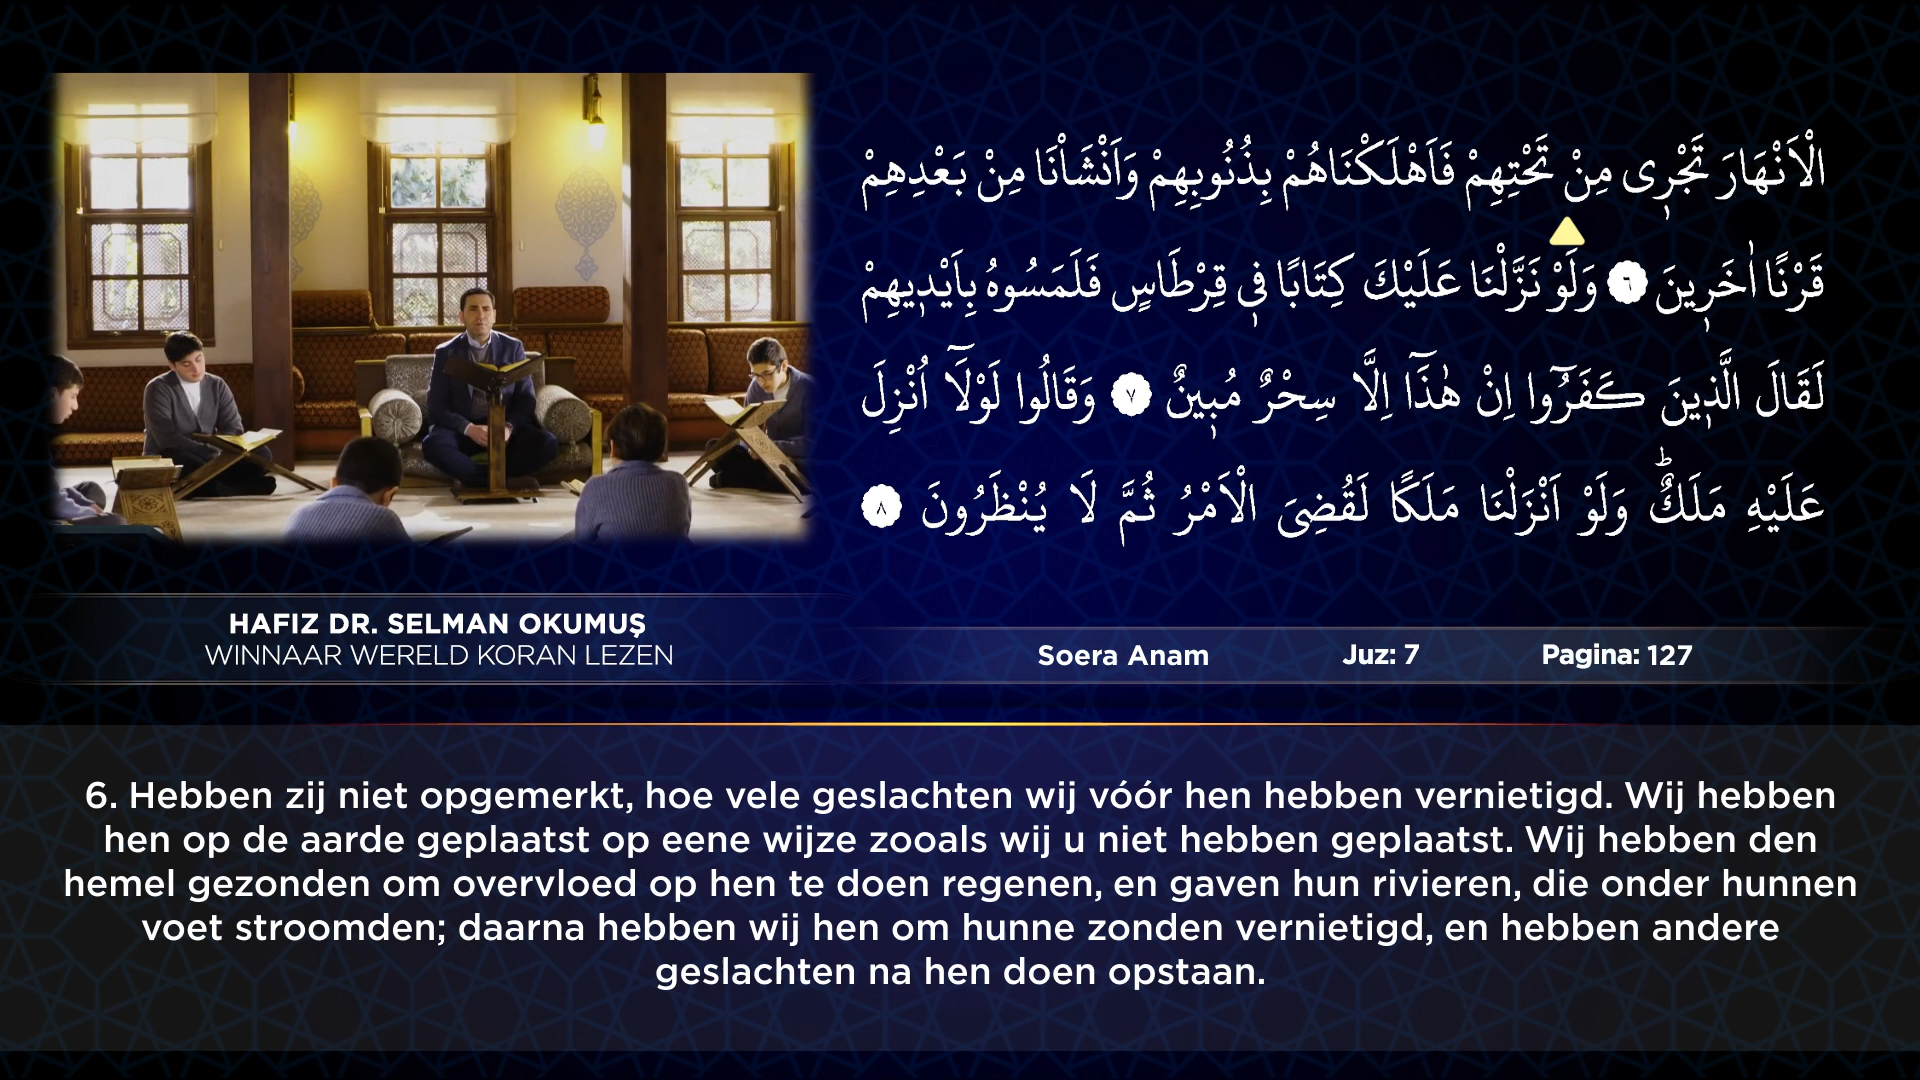 الْاَنْهَارَ تَجْرٖى مِنْ تَحْتِهِمْ فَاَهْلَكْنَاهُمْ بِذُنُوبِهِمْ وَاَنْشَاْنَا مِنْ بَعْدِهِمْ
قَرْنًا اٰخَرٖينَ ٦ وَلَوْ نَزَّلْنَا عَلَيْكَ كِتَابًا فٖى قِرْطَاسٍ فَلَمَسُوهُ بِاَيْدٖيهِمْ
لَقَالَ الَّذٖينَ كَفَرُٓوا اِنْ هٰذَٓا اِلَّا سِحْرٌ مُبٖينٌ ٧ وَقَالُوا لَوْلَٓا اُنْزِلَ
عَلَيْهِ مَلَكٌؕ وَلَوْ اَنْزَلْنَا مَلَكًا لَقُضِىَ الْاَمْرُ ثُمَّ لَا يُنْظَرُونَ ٨
HAFIZ DR. SELMAN OKUMUŞ
WINNAAR WERELD KORAN LEZEN
Soera Anam Juz: 7 Pagina: 127
6. Hebben zij niet opgemerkt, hoe vele geslachten wij vóór hen hebben vernietigd. Wij hebben
hen op de aarde geplaatst op eene wijze zooals wij u niet hebben geplaatst. Wij hebben den
hemel gezonden om overvloed op hen te doen regenen, en gaven hun rivieren, die onder hunnen
voet stroomden; daarna hebben wij hen om hunne zonden vernietigd, en hebben andere
geslachten na hen doen opstaan.